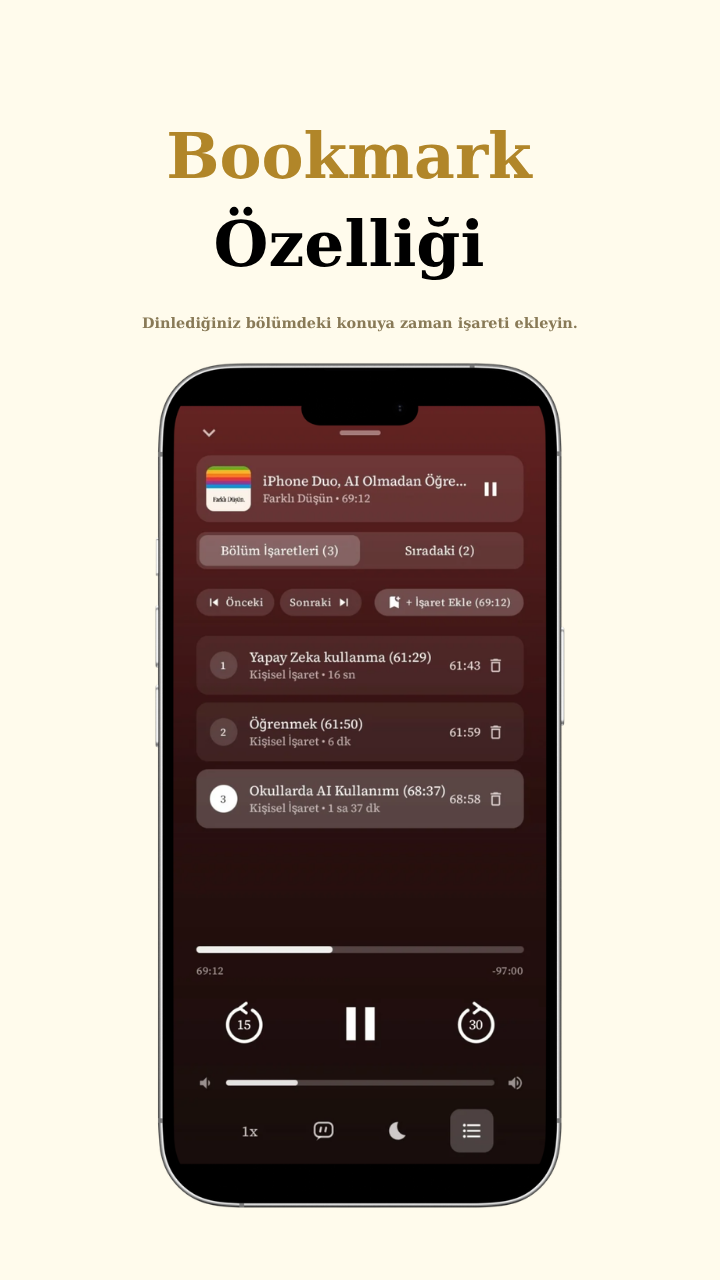 Bookmark
Özelliği
Dinlediğiniz bölümdeki konuya zaman işareti ekleyin.
iPhone Duo, AI Olmadan Öğre...
Farklı Düşün • 69:12
Farklı Düşün.
Bölüm İşaretleri (3)
Sıradaki (2)
Önceki
Sonraki
+ İşaret Ekle (69:12)
1
Yapay Zeka kullanma (61:29)
Kişisel İşaret • 16 sn
61:43
2
Öğrenmek (61:50)
Kişisel İşaret • 6 dk
61:59
3
Okullarda AI Kullanımı (68:37)
Kişisel İşaret • 1 sa 37 dk
68:58
69:12
-97:00
15
30
1x